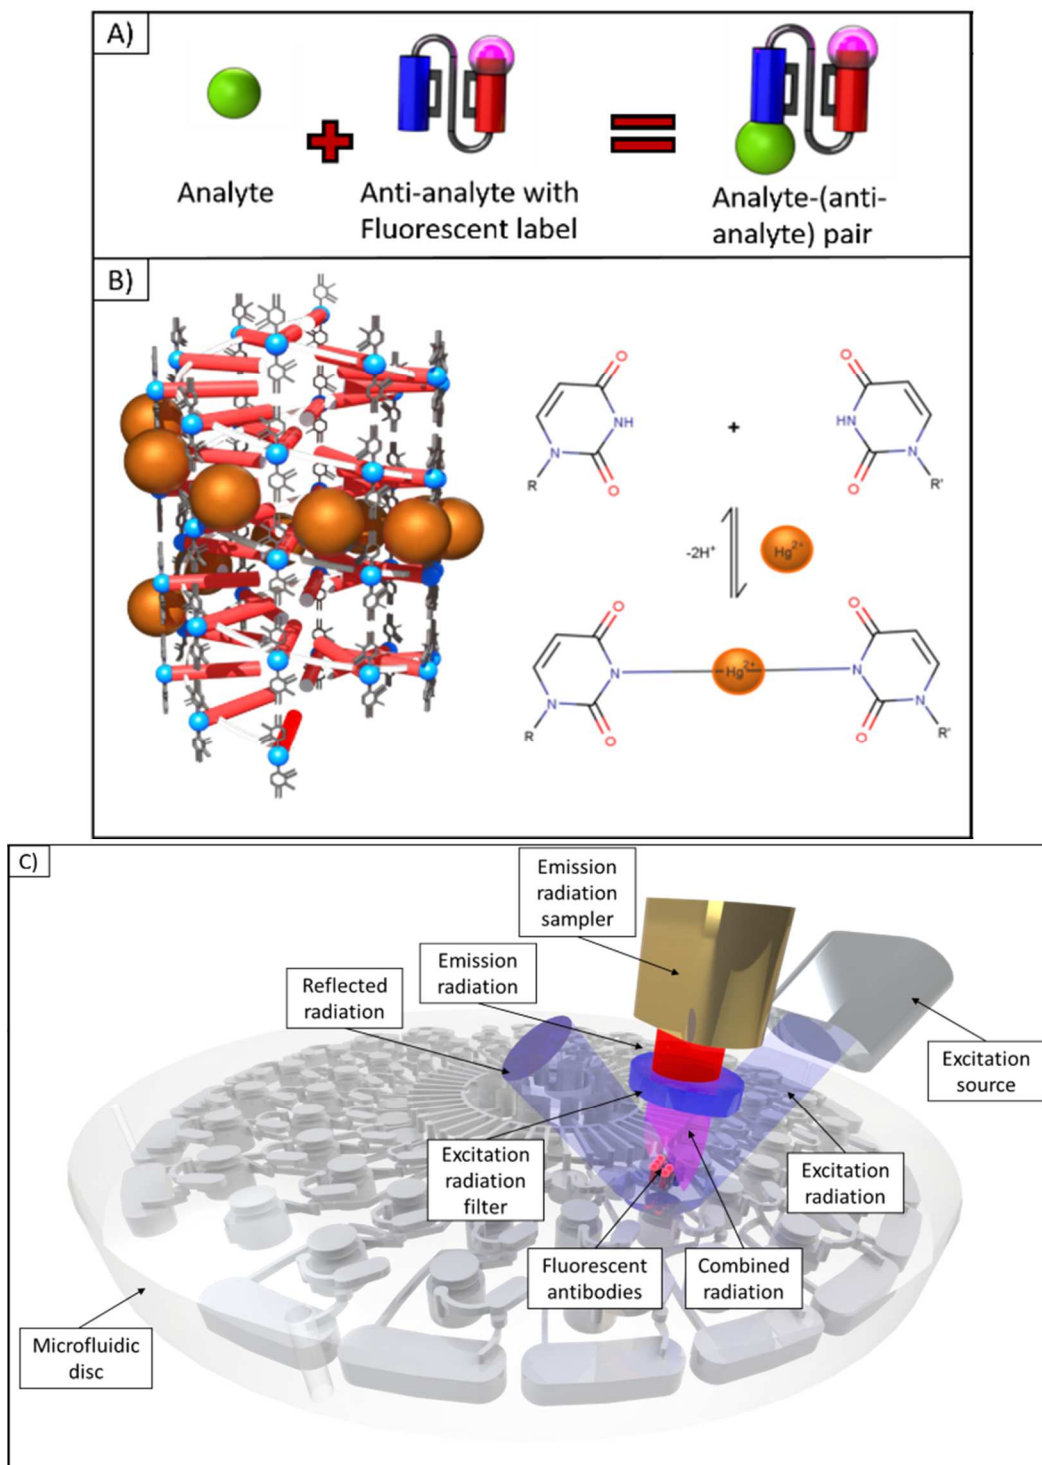 A)
Analyte
Anti-analyte with
Fluorescent label
Analyte-(anti-
analyte) pair
B)
O
NH
N
O
R
+
O
HN
N
O
R'
-2H⁺
Hg²⁺
O
N
N
O
R
Hg²⁺
O
N
N
O
R'
C)
Emission
radiation
sampler
Emission
radiation
Reflected
radiation
Excitation
source
Excitation
radiation
filter
Excitation
radiation
Fluorescent
antibodies
Combined
radiation
Microfluidic
disc